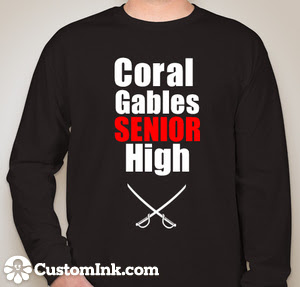 Coral
Gables
SENIOR
High
CustomInk.com